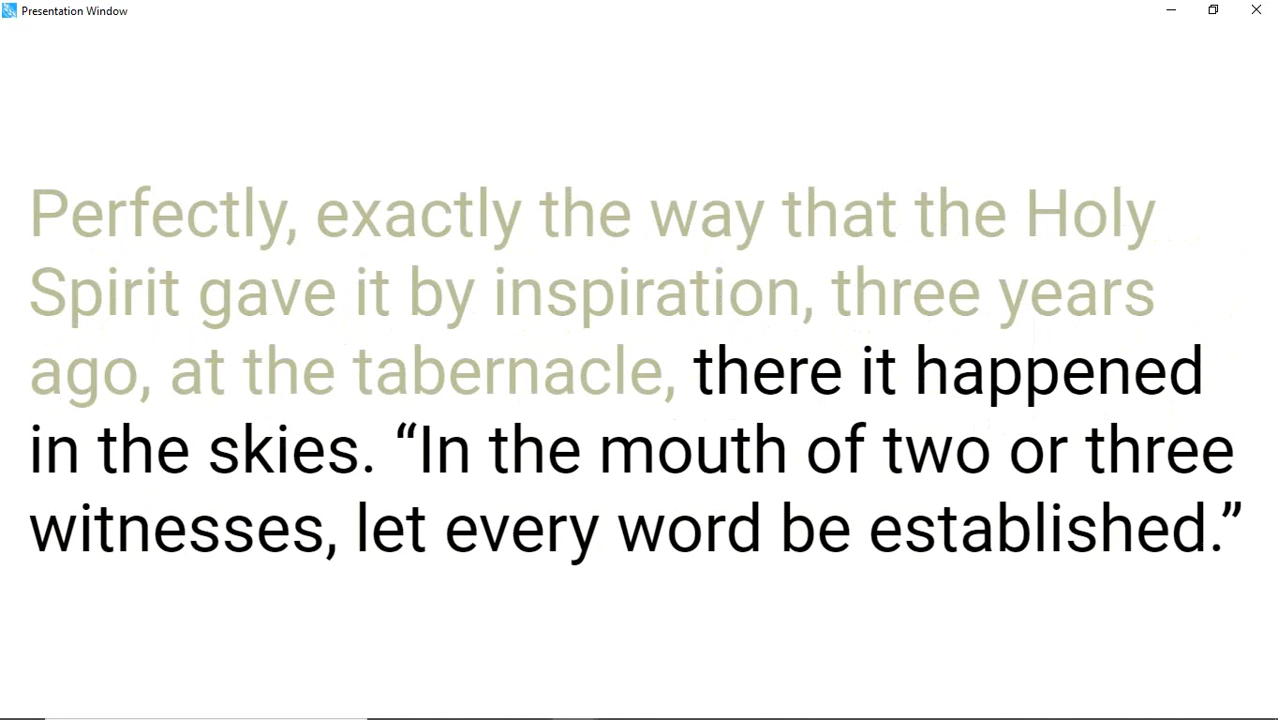 Presentation Window
Perfectly, exactly the way that the Holy
Spirit gave it by inspiration, three years
ago, at the tabernacle, there it happened
in the skies. “In the mouth of two or three
witnesses, let every word be established.”